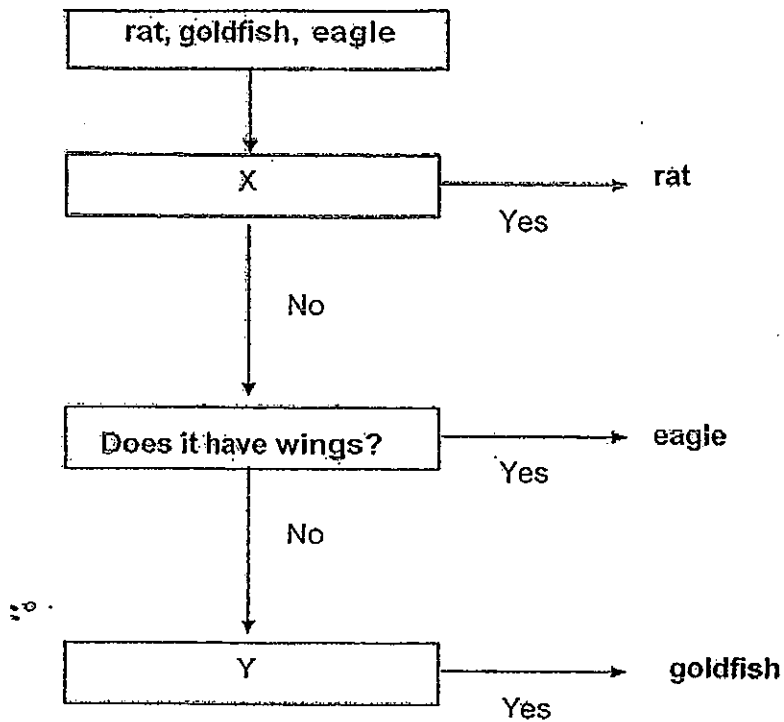 rat, goldfish, eagle
X
rat
Yes
No
Does it have wings?
eagle
Yes
No
Y
goldfish
Yes